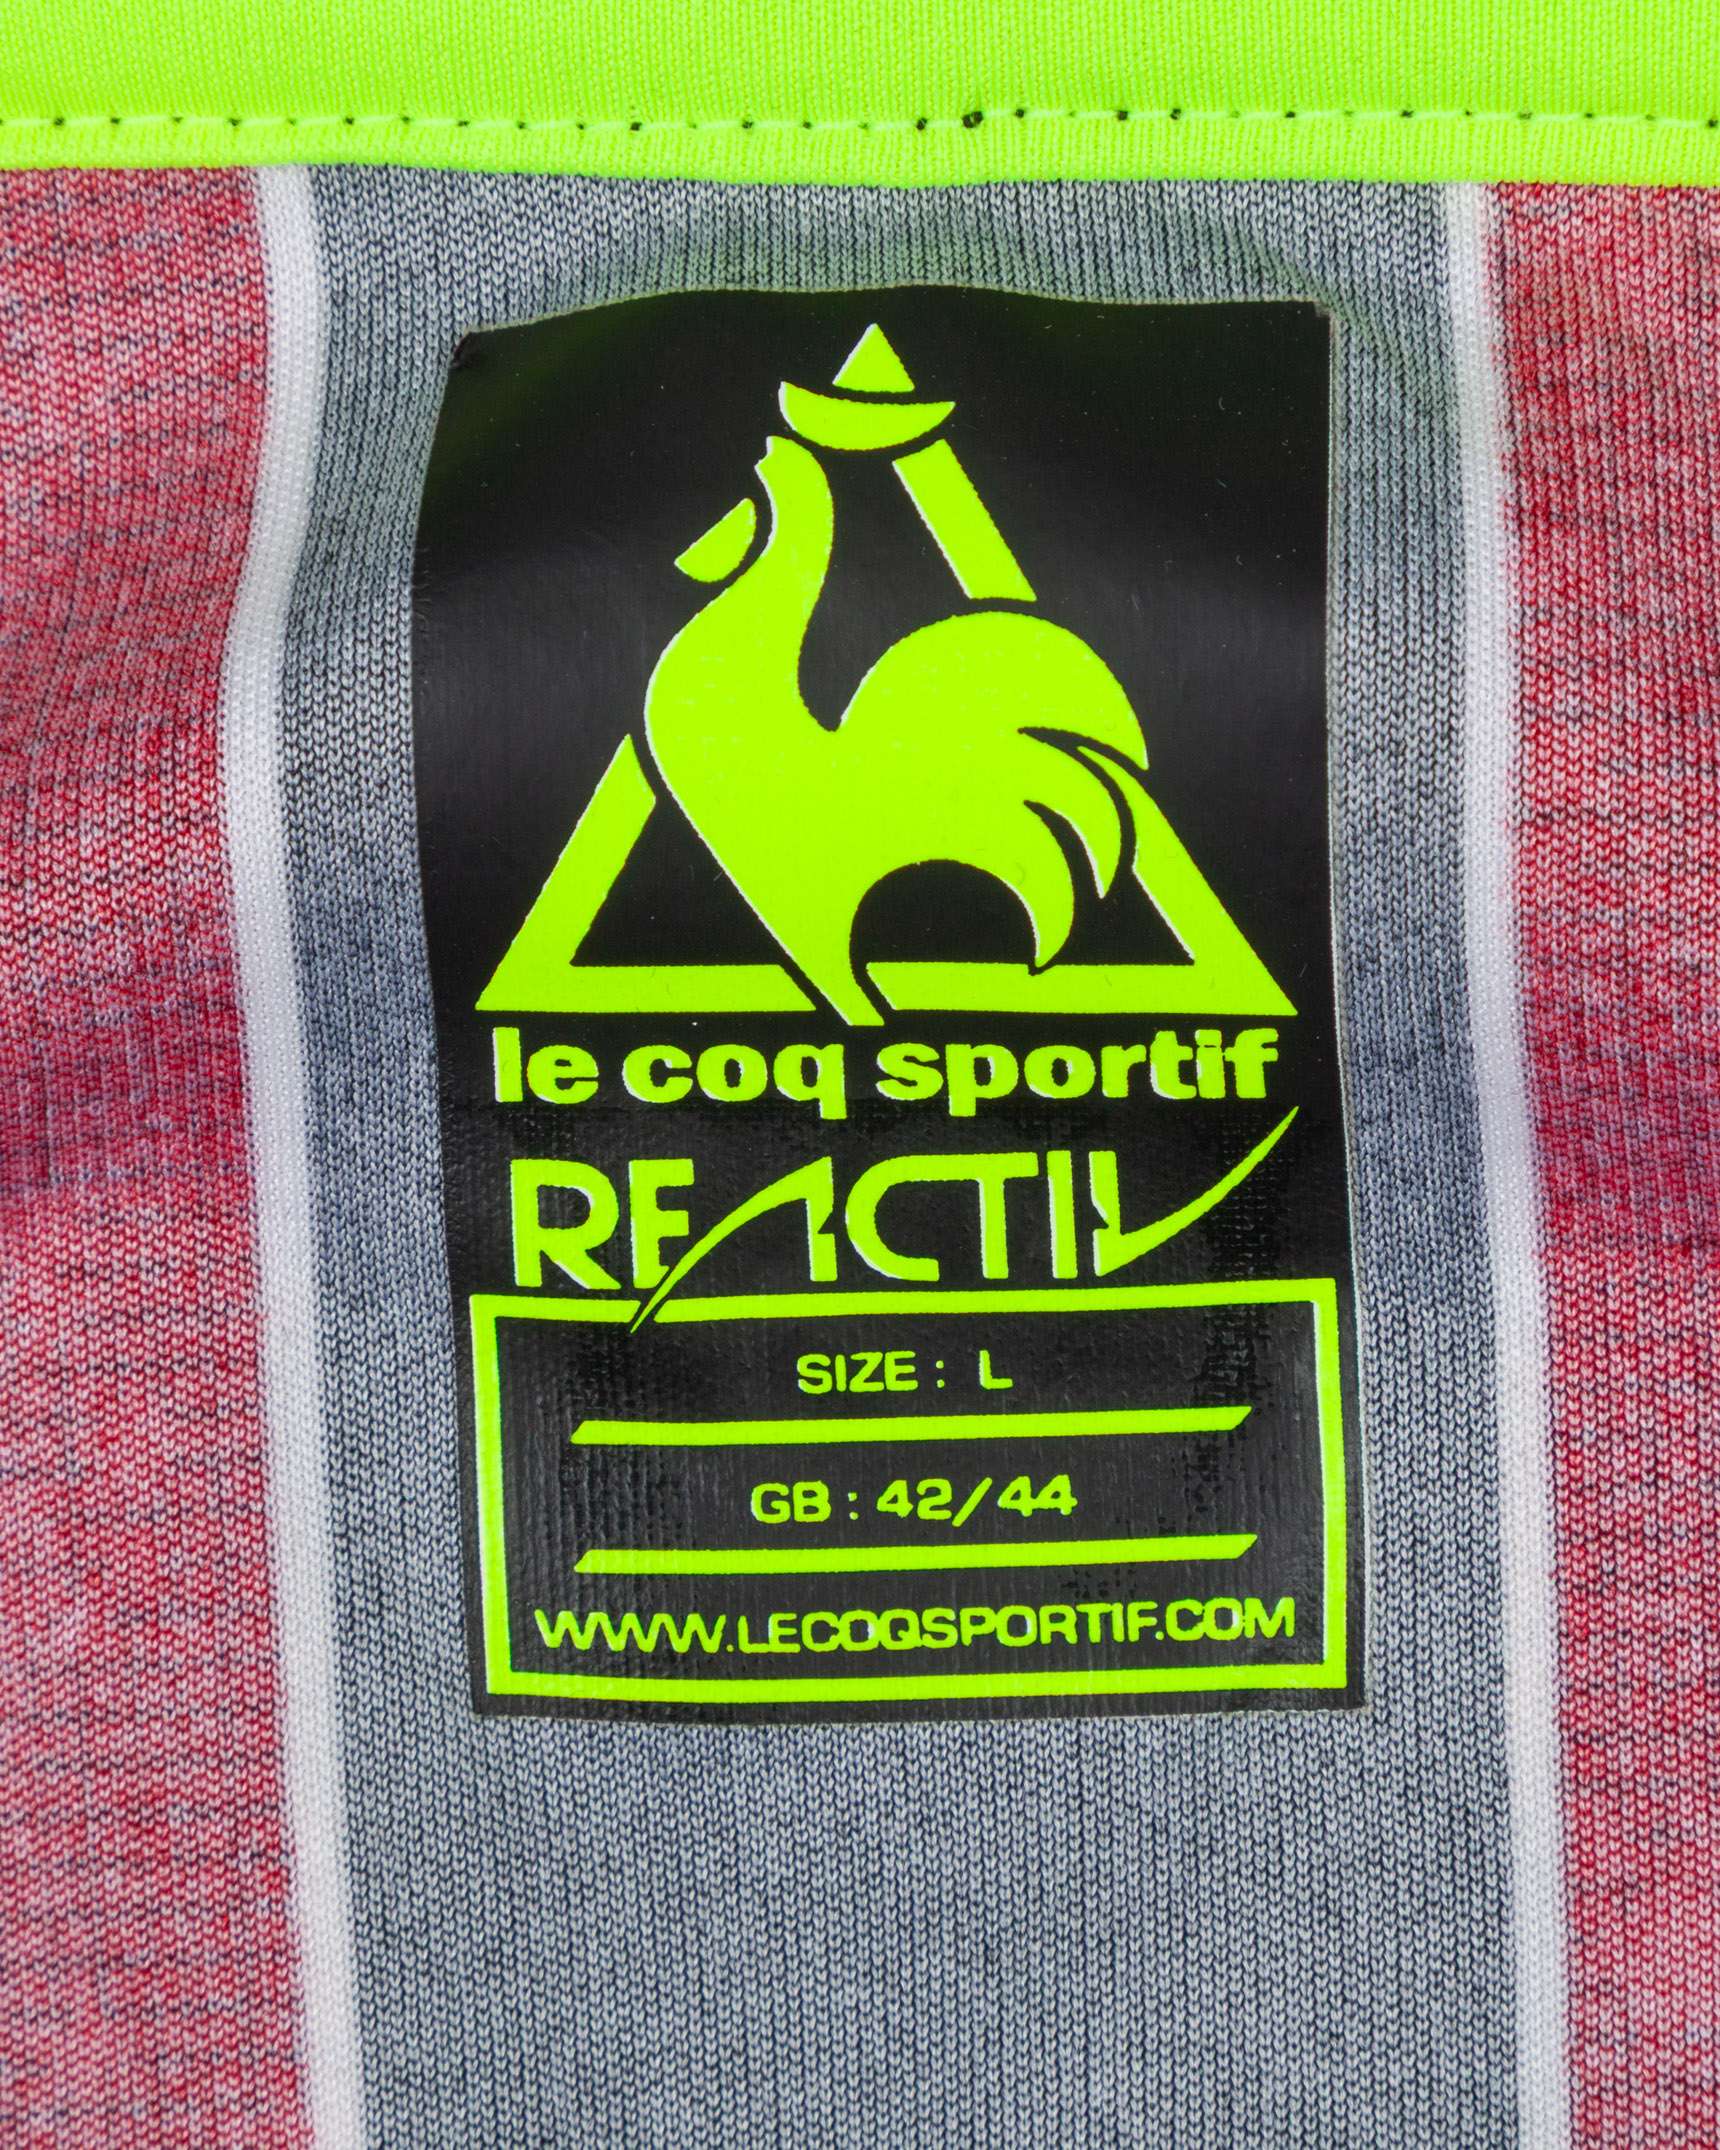 le coq sportif
REACTIV
SIZE : L
GB : 42/44
WWW.LECOQSPORTIF.COM